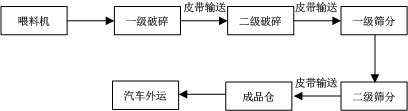 喂料机
一级破碎
皮带输送
二级破碎
皮带输送
一级筛分
二级筛分
皮带输送
成品仓
汽车外运